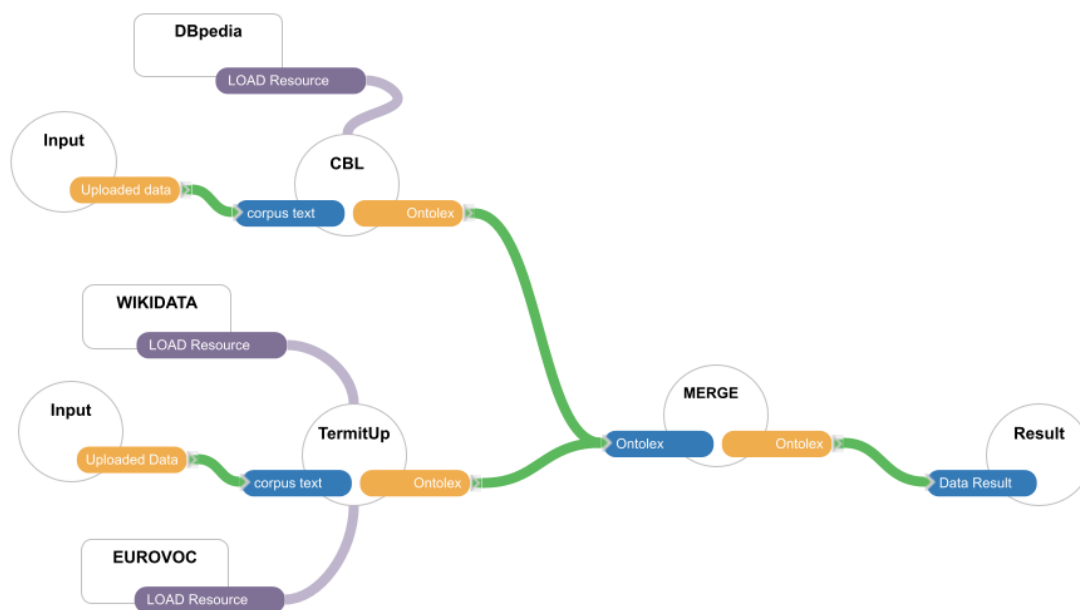 DBpedia
LOAD Resource
Input
Uploaded data
CBL
corpus text
Ontolex
WIKIDATA
LOAD Resource
Input
Uploaded Data
TermitUp
corpus text
Ontolex
EUROVOC
LOAD Resource
MERGE
Ontolex
Ontolex
Result
Data Result